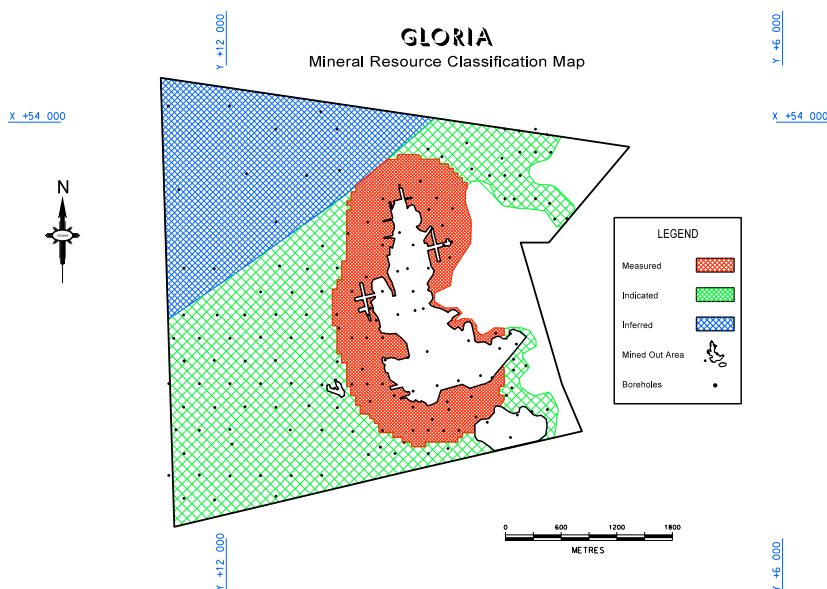 GLORIA
Mineral Resource Classification Map
Y +12 000
Y +6 000
X +54 000
X +54 000
N
LEGEND
Measured
Indicated
Inferred
Mined Out Area
Boreholes
0 600 1200 1800
METRES
Y +12 000
Y +6 000